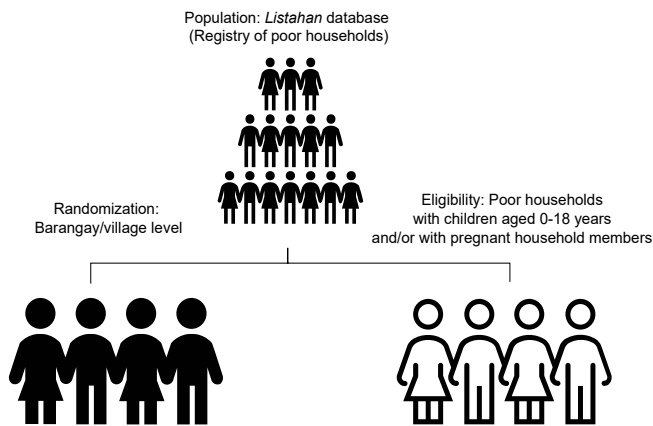 Population: Listahan database
(Registry of poor households)
Randomization:
Barangay/village level
Eligibility: Poor households
with children aged 0-18 years
and/or with pregnant household members